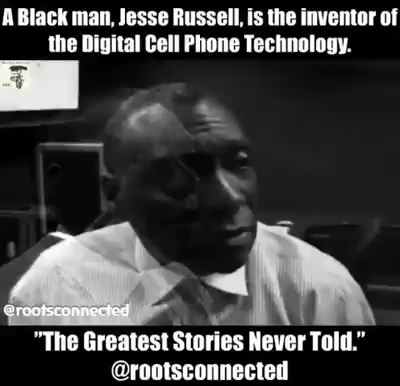 A Black man, Jesse Russell, is the inventor of
the Digital Cell Phone Technology.
@rootsconnected
"The Greatest Stories Never Told."
@rootsconnected